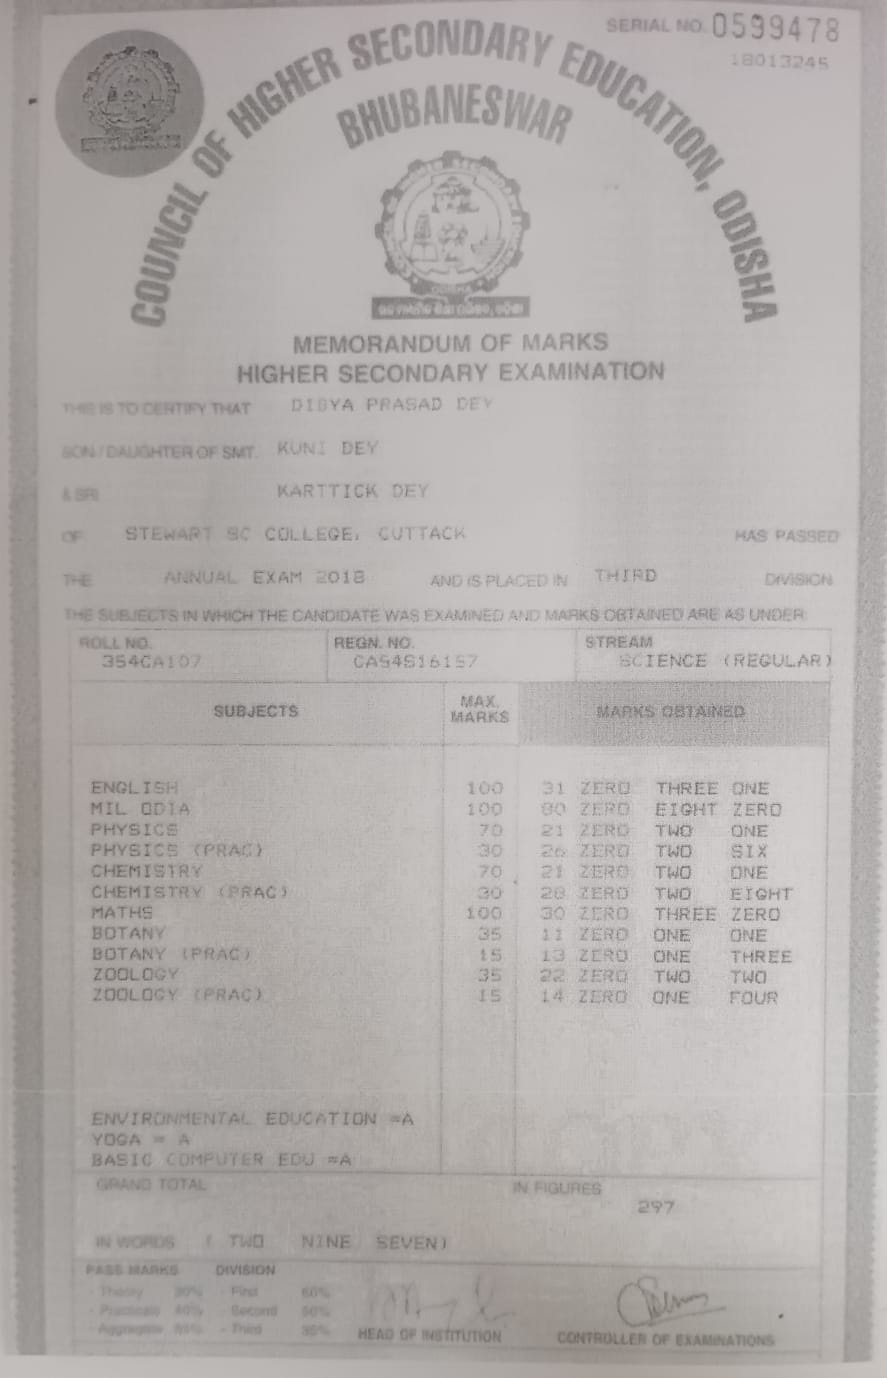 SERIAL NO. 0599478
18013245
COUNCIL OF HIGHER SECONDARY EDUCATION, ODISHA
BHUBANESWAR
MEMORANDUM OF MARKS
HIGHER SECONDARY EXAMINATION
THIS IS TO CERTIFY THAT DIBYA PRASAD DEY
SON / DAUGHTER OF SMT. KUNI DEY
& SRI KARTTICK DEY
OF STEWART SC COLLEGE, CUTTACK HAS PASSED
THE ANNUAL EXAM 2018 AND IS PLACED IN THIRD DIVISION
THE SUBJECTS IN WHICH THE CANDIDATE WAS EXAMINED AND MARKS OBTAINED ARE AS UNDER:
ROLL NO. REGN. NO. STREAM
354CA107 CA54S16157 SCIENCE (REGULAR)
SUBJECTS MAX. MARKS MARKS OBTAINED
ENGLISH 100 31 ZERO THREE ONE
MIL ODIA 100 80 ZERO EIGHT ZERO
PHYSICS 70 21 ZERO TWO ONE
PHYSICS (PRAC) 30 26 ZERO TWO SIX
CHEMISTRY 70 21 ZERO TWO ONE
CHEMISTRY (PRAC) 30 28 ZERO TWO EIGHT
MATHS 100 30 ZERO THREE ZERO
BOTANY 35 11 ZERO ONE ONE
BOTANY (PRAC) 15 13 ZERO ONE THREE
ZOOLOGY 35 22 ZERO TWO TWO
ZOOLOGY (PRAC) 15 14 ZERO ONE FOUR
ENVIRONMENTAL EDUCATION =A
YOGA = A
BASIC COMPUTER EDU =A
GRAND TOTAL IN FIGURES
297
IN WORDS ( TWO NINE SEVEN)
PASS MARKS DIVISION
- Theory 30% - First 60%
- Practicals 40% - Second 50%
- Aggregate - Third
HEAD OF INSTITUTION CONTROLLER OF EXAMINATIONS